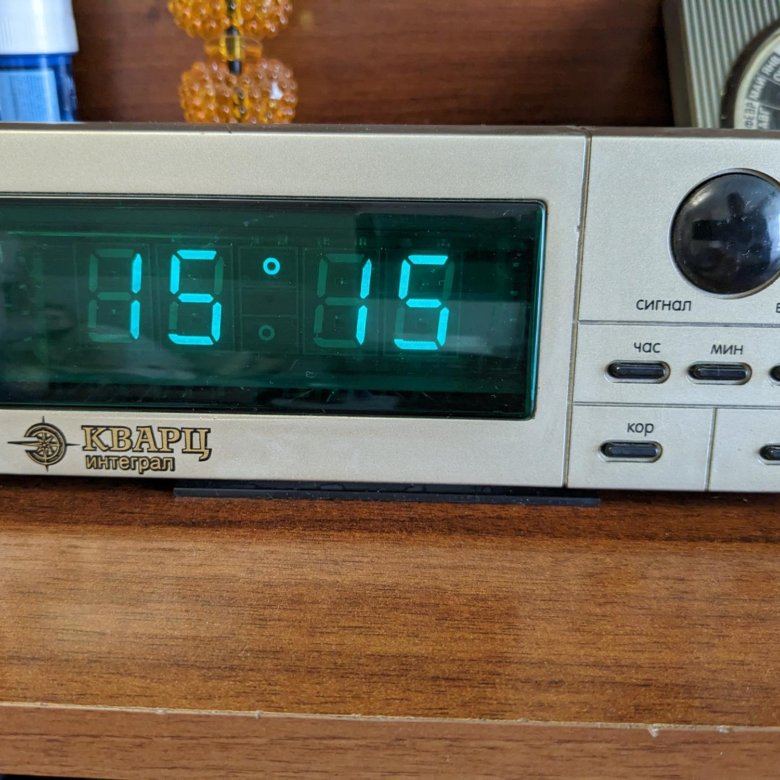 15:15
сигнал
час мин
кор
КВАРЦ
интеграл